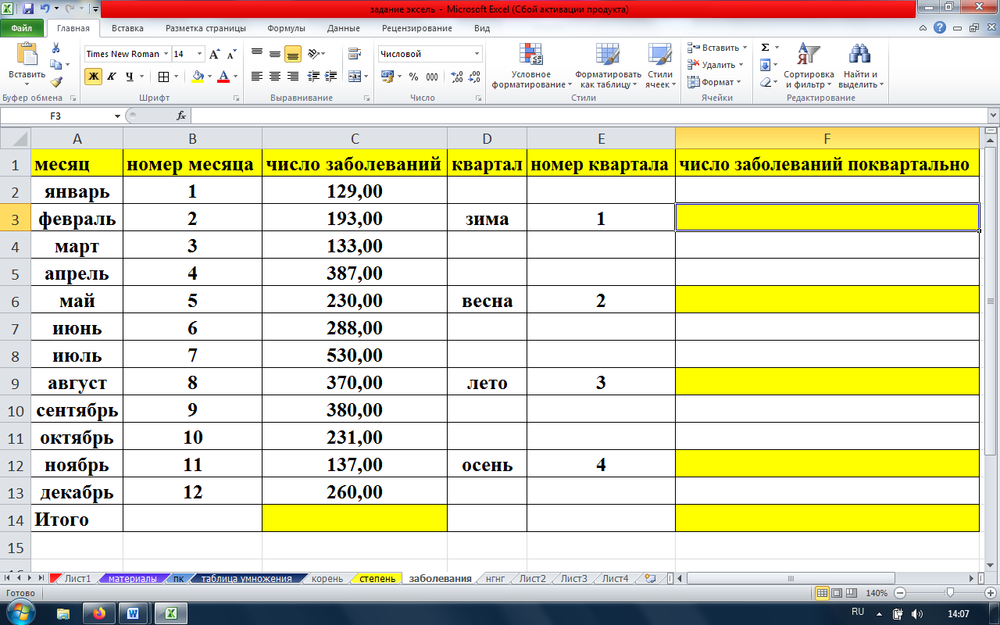 задание эксель - Microsoft Excel (Сбой активации продукта)
Файл Главная Вставка Разметка страницы Формулы Данные Рецензирование Вид
Вставить Times New Roman 14 Числовой Условное форматирование Форматировать как таблицу Стили ячеек Вставить Удалить Формат Сортировка и фильтр Найти и выделить
Ж К Ч % 000
Буфер обмена Шрифт Выравнивание Число Стили Ячейки Редактирование
F3 fx
A B C D E F
1 месяц номер месяца число заболеваний квартал номер квартала число заболеваний поквартально
2 январь 1 129,00
3 февраль 2 193,00 зима 1
4 март 3 133,00
5 апрель 4 387,00
6 май 5 230,00 весна 2
7 июнь 6 288,00
8 июль 7 530,00
9 август 8 370,00 лето 3
10 сентябрь 9 380,00
11 октябрь 10 231,00
12 ноябрь 11 137,00 осень 4
13 декабрь 12 260,00
14 Итого
15
Лист1 материалы пк таблица умножения корень степень заболевания нгнг Лист2 Лист3 Лист4
Готово 140%
RU 14:07